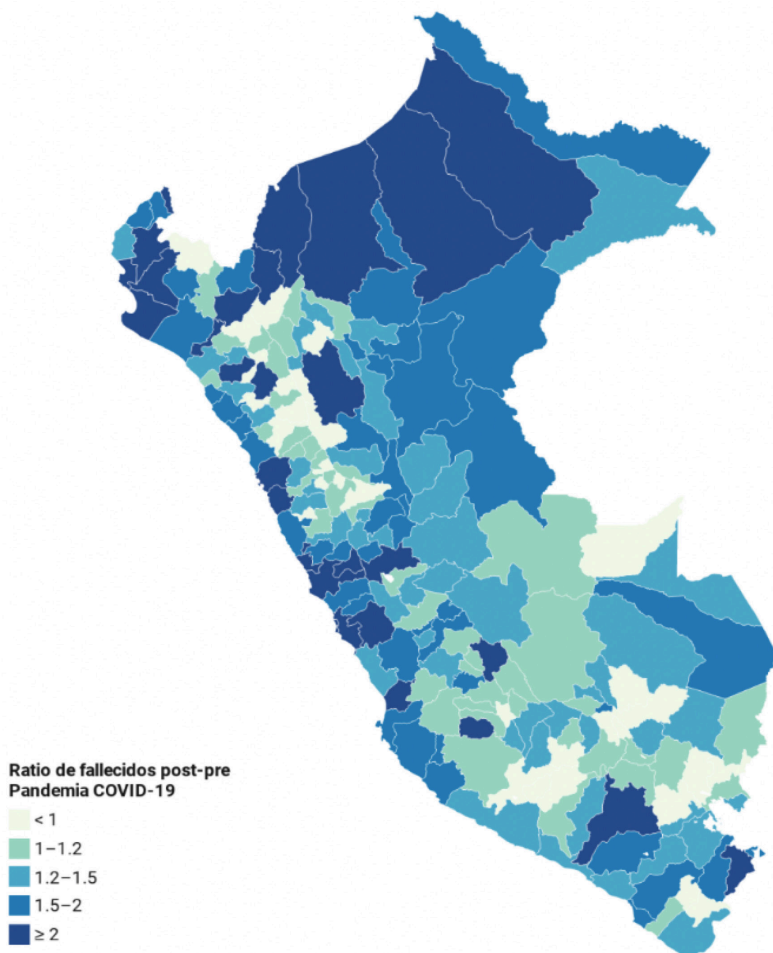 Ratio de fallecidos post-pre
Pandemia COVID-19
< 1
1–1.2
1.2–1.5
1.5–2
≥ 2